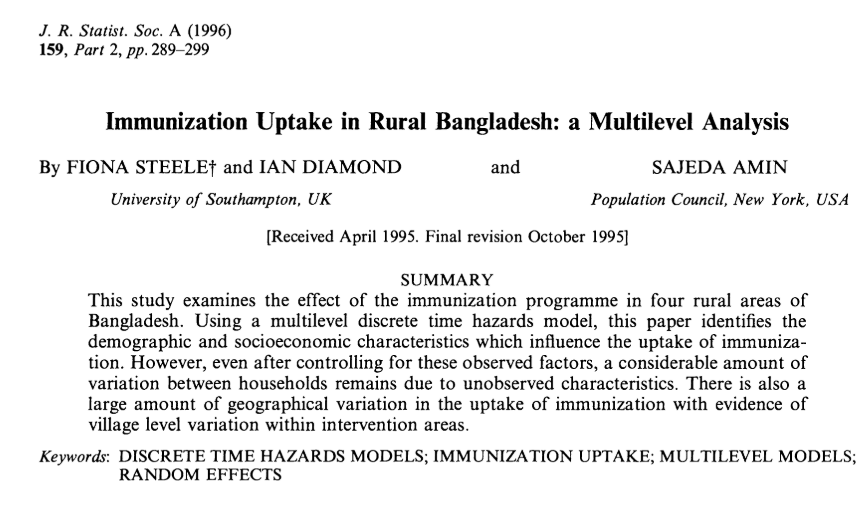 J. R. Statist. Soc. A (1996)
159, Part 2, pp. 289–299
Immunization Uptake in Rural Bangladesh: a Multilevel Analysis
By FIONA STEELE† and IAN DIAMOND and SAJEDA AMIN
University of Southampton, UK Population Council, New York, USA
[Received April 1995. Final revision October 1995]
SUMMARY
This study examines the effect of the immunization programme in four rural areas of
Bangladesh. Using a multilevel discrete time hazards model, this paper identifies the
demographic and socioeconomic characteristics which influence the uptake of immuniza-
tion. However, even after controlling for these observed factors, a considerable amount of
variation between households remains due to unobserved characteristics. There is also a
large amount of geographical variation in the uptake of immunization with evidence of
village level variation within intervention areas.
Keywords: DISCRETE TIME HAZARDS MODELS; IMMUNIZATION UPTAKE; MULTILEVEL MODELS;
RANDOM EFFECTS